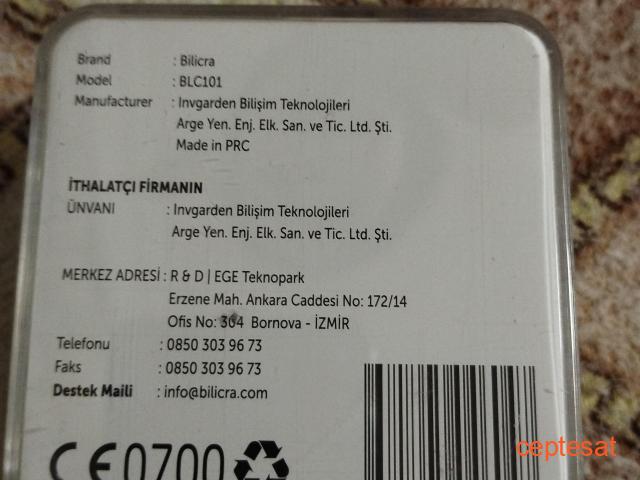 Brand : Bilicra
Model : BLC101
Manufacturer : Invgarden Bilişim Teknolojileri
Arge Yen. Enj. Elk. San. ve Tic. Ltd. Şti.
Made in PRC
İTHALATÇI FİRMANIN
ÜNVANI : Invgarden Bilişim Teknolojileri
Arge Yen. Enj. Elk. San. ve Tic. Ltd. Şti.
MERKEZ ADRESİ : R & D | EGE Teknopark
Erzene Mah. Ankara Caddesi No: 172/14
Ofis No: 304 Bornova - İZMİR
Telefonu : 0850 303 96 73
Faks : 0850 303 96 73
Destek Maili : info@bilicra.com
CE0700
ceptesat